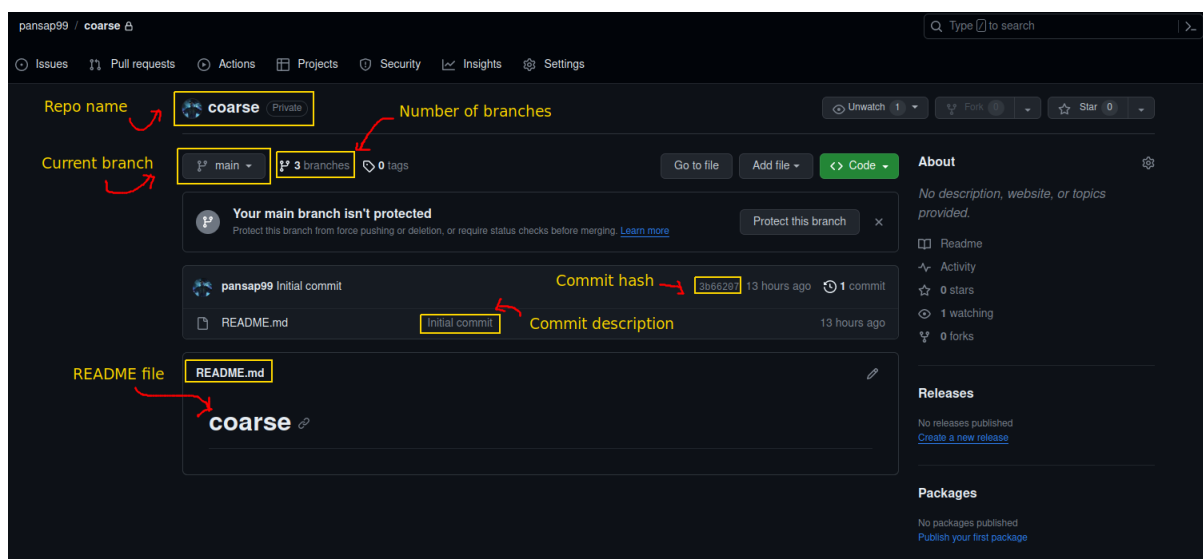 pansap99 / coarse
Type / to search
Issues Pull requests Actions Projects Security Insights Settings
Repo name
coarse Private
Number of branches
Unwatch 1 Fork 0 Star 0
Current branch
main 3 branches 0 tags
Go to file Add file <> Code
About
No description, website, or topics
provided.
Your main branch isn't protected
Protect this branch from force pushing or deletion, or require status checks before merging. Learn more
Protect this branch
Readme
Activity
0 stars
1 watching
0 forks
pansap99 Initial commit
Commit hash
3b66207 13 hours ago 1 commit
README.md Initial commit
Commit description
13 hours ago
README file
README.md
coarse
Releases
No releases published
Create a new release
Packages
No packages published
Publish your first package